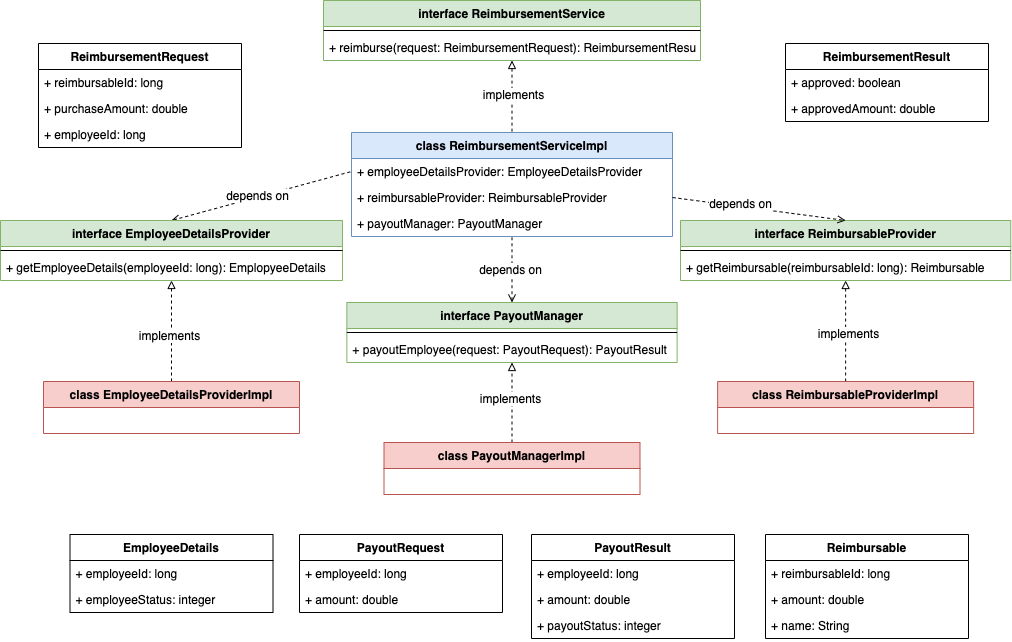 interface ReimbursementService
+ reimburse(request: ReimbursementRequest): ReimbursementResu
ReimbursementRequest
+ reimbursableId: long
+ purchaseAmount: double
+ employeeId: long
ReimbursementResult
+ approved: boolean
+ approvedAmount: double
implements
class ReimbursementServiceImpl
+ employeeDetailsProvider: EmployeeDetailsProvider
+ reimbursableProvider: ReimbursableProvider
+ payoutManager: PayoutManager
depends on
depends on
interface EmployeeDetailsProvider
+ getEmployeeDetails(employeeId: long): EmplopyeeDetails
interface ReimbursableProvider
+ getReimbursable(reimbursableId: long): Reimbursable
depends on
interface PayoutManager
+ payoutEmployee(request: PayoutRequest): PayoutResult
implements
implements
class EmployeeDetailsProviderImpl
class ReimbursableProviderImpl
implements
class PayoutManagerImpl
EmployeeDetails
+ employeeId: long
+ employeeStatus: integer
PayoutRequest
+ employeeId: long
+ amount: double
PayoutResult
+ employeeId: long
+ amount: double
+ payoutStatus: integer
Reimbursable
+ reimbursableId: long
+ amount: double
+ name: String